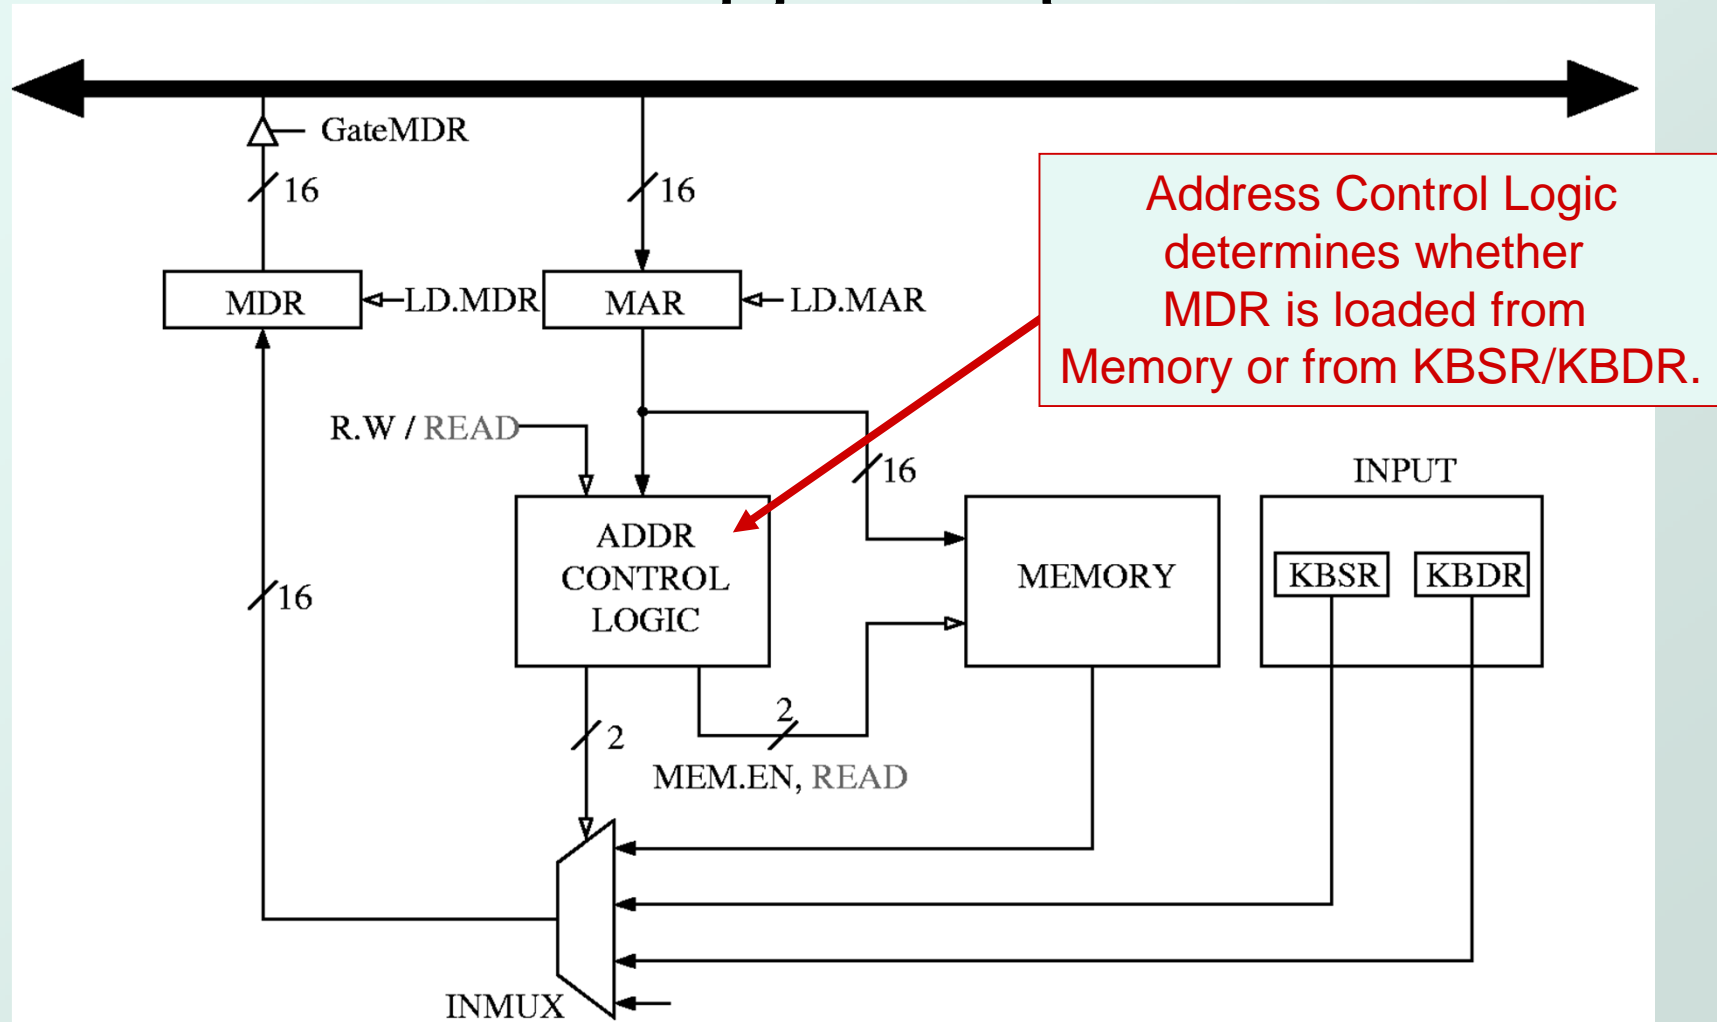 GateMDR
16
16
Address Control Logic
determines whether
MDR is loaded from
Memory or from KBSR/KBDR.
MDR
LD.MDR
MAR
LD.MAR
R.W / READ
16
INPUT
ADDR
CONTROL
LOGIC
MEMORY
KBSR
KBDR
16
2
2
MEM.EN, READ
INMUX